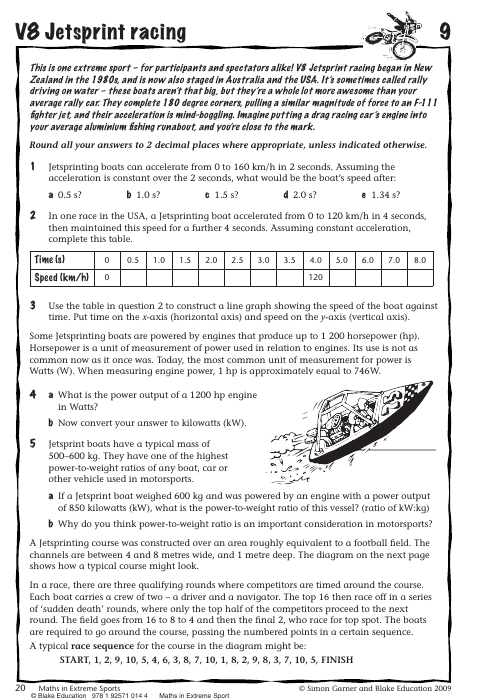 V8 Jetsprint racing
9
This is one extreme sport – for participants and spectators alike! V8 Jetsprint racing began in New
Zealand in the 1980s, and is now also staged in Australia and the USA. It's sometimes called rally
driving on water – these boats aren't that big, but they're a whole lot more awesome than your
average rally car. They complete 180 degree corners, pulling a similar magnitude of force to an F-111
fighter jet, and their acceleration is mind-boggling. Imagine putting a drag racing car's engine into
your average aluminium fishing runabout, and you're close to the mark.
Round all your answers to 2 decimal places where appropriate, unless indicated otherwise.
1 Jetsprinting boats can accelerate from 0 to 160 km/h in 2 seconds. Assuming the
acceleration is constant over the 2 seconds, what would be the boat's speed after:
a 0.5 s? b 1.0 s? c 1.5 s? d 2.0 s? e 1.34 s?
2 In one race in the USA, a Jetsprinting boat accelerated from 0 to 120 km/h in 4 seconds,
then maintained this speed for a further 4 seconds. Assuming constant acceleration,
complete this table.
Time (s) 0 0.5 1.0 1.5 2.0 2.5 3.0 3.5 4.0 5.0 6.0 7.0 8.0
Speed (km/h) 0 120
3 Use the table in question 2 to construct a line graph showing the speed of the boat against
time. Put time on the x-axis (horizontal axis) and speed on the y-axis (vertical axis).
Some Jetsprinting boats are powered by engines that produce up to 1 200 horsepower (hp).
Horsepower is a unit of measurement of power used in relation to engines. Its use is not as
common now as it once was. Today, the most common unit of measurement for power is
Watts (W). When measuring engine power, 1 hp is approximately equal to 746W.
4 a What is the power output of a 1200 hp engine
in Watts?
b Now convert your answer to kilowatts (kW).
5 Jetsprint boats have a typical mass of
500–600 kg. They have one of the highest
power-to-weight ratios of any boat, car or
other vehicle used in motorsports.
a If a Jetsprint boat weighed 600 kg and was powered by an engine with a power output
of 850 kilowatts (kW), what is the power-to-weight ratio of this vessel? (ratio of kW:kg)
b Why do you think power-to-weight ratio is an important consideration in motorsports?
A Jetsprinting course was constructed over an area roughly equivalent to a football field. The
channels are between 4 and 8 metres wide, and 1 metre deep. The diagram on the next page
shows how a typical course might look.
In a race, there are three qualifying rounds where competitors are timed around the course.
Each boat carries a crew of two – a driver and a navigator. The top 16 then race off in a series
of 'sudden death' rounds, where only the top half of the competitors proceed to the next
round. The field goes from 16 to 8 to 4 and then the final 2, who race for top spot. The boats
are required to go around the course, passing the numbered points in a certain sequence.
A typical race sequence for the course in the diagram might be:
START, 1, 2, 9, 10, 5, 4, 6, 3, 8, 7, 10, 1, 8, 2, 9, 8, 3, 7, 10, 5, FINISH
20 Maths in Extreme Sports © Simon Garner and Blake Education 2009
© Blake Education 978 1 92571 014 4 Maths in Extreme Sport